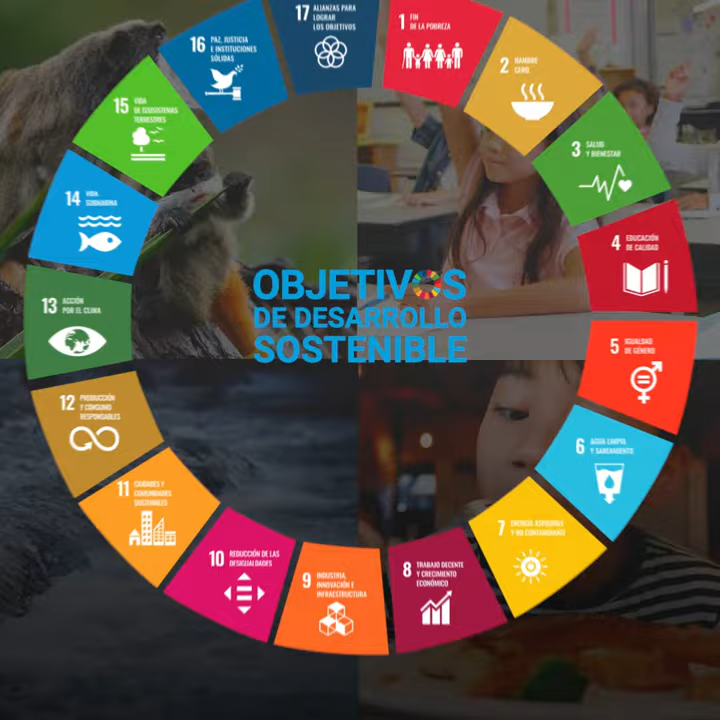 OBJETIVOS
DE DESARROLLO
SOSTENIBLE
1 FIN
DE LA POBREZA
2 HAMBRE
CERO
3 SALUD
Y BIENESTAR
4 EDUCACIÓN
DE CALIDAD
5 IGUALDAD
DE GÉNERO
6 AGUA LIMPIA
Y SANEAMIENTO
7 ENERGÍA ASEQUIBLE
Y NO CONTAMINANTE
8 TRABAJO DECENTE
Y CRECIMIENTO
ECONÓMICO
9 INDUSTRIA,
INNOVACIÓN E
INFRAESTRUCTURA
10 REDUCCIÓN DE LAS
DESIGUALDADES
11 CIUDADES Y
COMUNIDADES
SOSTENIBLES
12 PRODUCCIÓN
Y CONSUMO
RESPONSABLES
13 ACCIÓN
POR EL CLIMA
14 VIDA
SUBMARINA
15 VIDA
DE ECOSISTEMAS
TERRESTRES
16 PAZ, JUSTICIA
E INSTITUCIONES
SÓLIDAS
17 ALIANZAS PARA
LOGRAR
LOS OBJETIVOS